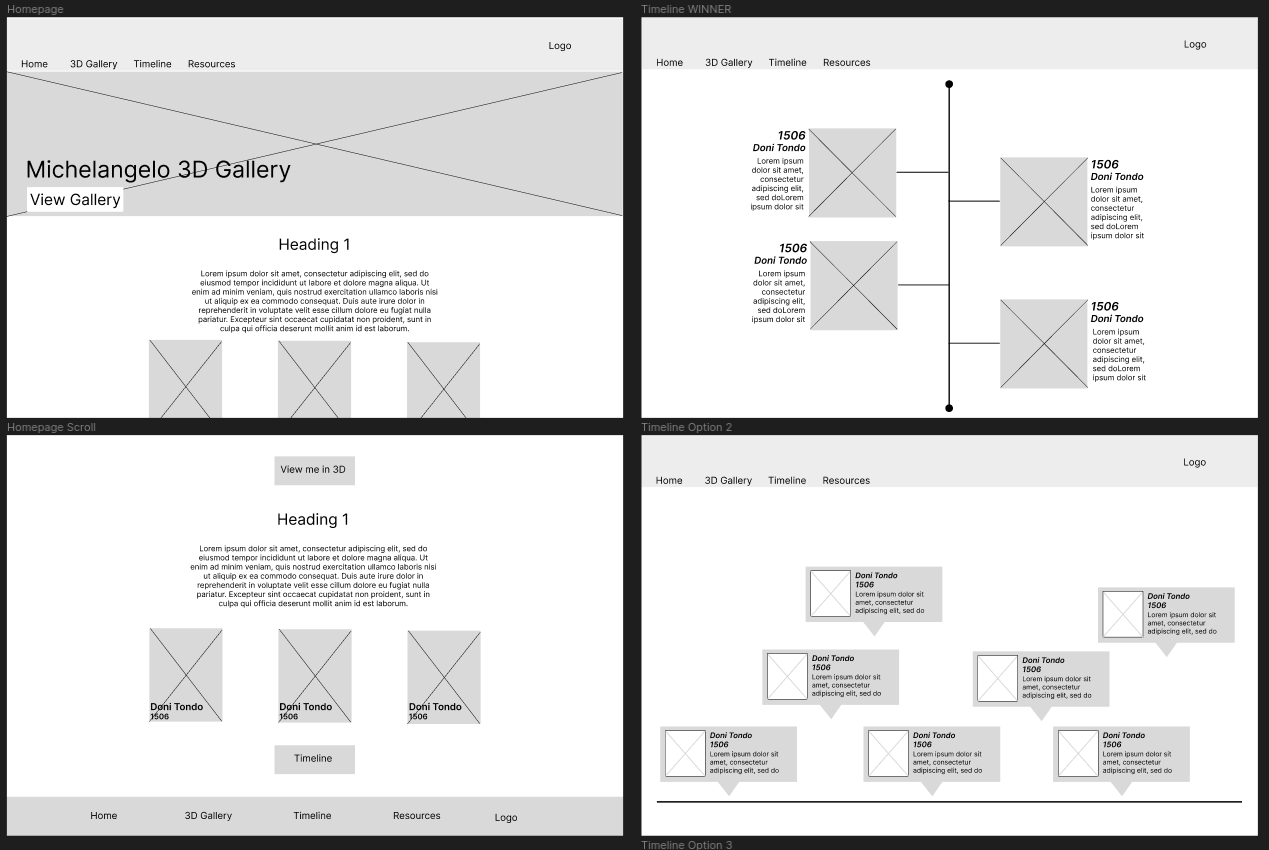 Homepage
Logo
Home 3D Gallery Timeline Resources
Michelangelo 3D Gallery
View Gallery
Heading 1
Lorem ipsum dolor sit amet, consectetur adipiscing elit, sed do
eiusmod tempor incididunt ut labore et dolore magna aliqua. Ut
enim ad minim veniam, quis nostrud exercitation ullamco laboris nisi
ut aliquip ex ea commodo consequat. Duis aute irure dolor in
reprehenderit in voluptate velit esse cillum dolore eu fugiat nulla
pariatur. Excepteur sint occaecat cupidatat non proident, sunt in
culpa qui officia deserunt mollit anim id est laborum.
Timeline WINNER
Logo
Home 3D Gallery Timeline Resources
1506
Doni Tondo
Lorem ipsum
dolor sit amet,
consectetur
adipiscing elit,
sed doLorem
ipsum dolor sit
1506
Doni Tondo
Lorem ipsum
dolor sit amet,
consectetur
adipiscing elit,
sed doLorem
ipsum dolor sit
1506
Doni Tondo
Lorem ipsum
dolor sit amet,
consectetur
adipiscing elit,
sed doLorem
ipsum dolor sit
1506
Doni Tondo
Lorem ipsum
dolor sit amet,
consectetur
adipiscing elit,
sed doLorem
ipsum dolor sit
Homepage Scroll
View me in 3D
Heading 1
Lorem ipsum dolor sit amet, consectetur adipiscing elit, sed do
eiusmod tempor incididunt ut labore et dolore magna aliqua. Ut
enim ad minim veniam, quis nostrud exercitation ullamco laboris nisi
ut aliquip ex ea commodo consequat. Duis aute irure dolor in
reprehenderit in voluptate velit esse cillum dolore eu fugiat nulla
pariatur. Excepteur sint occaecat cupidatat non proident, sunt in
culpa qui officia deserunt mollit anim id est laborum.
Doni Tondo
1506
Doni Tondo
1506
Doni Tondo
1506
Timeline
Home 3D Gallery Timeline Resources Logo
Timeline Option 2
Logo
Home 3D Gallery Timeline Resources
Doni Tondo
1506
Lorem ipsum dolor sit
amet, consectetur
adipiscing elit, sed do
Doni Tondo
1506
Lorem ipsum dolor sit
amet, consectetur
adipiscing elit, sed do
Doni Tondo
1506
Lorem ipsum dolor sit
amet, consectetur
adipiscing elit, sed do
Doni Tondo
1506
Lorem ipsum dolor sit
amet, consectetur
adipiscing elit, sed do
Doni Tondo
1506
Lorem ipsum dolor sit
amet, consectetur
adipiscing elit, sed do
Doni Tondo
1506
Lorem ipsum dolor sit
amet, consectetur
adipiscing elit, sed do
Doni Tondo
1506
Lorem ipsum dolor sit
amet, consectetur
adipiscing elit, sed do
Timeline Option 3